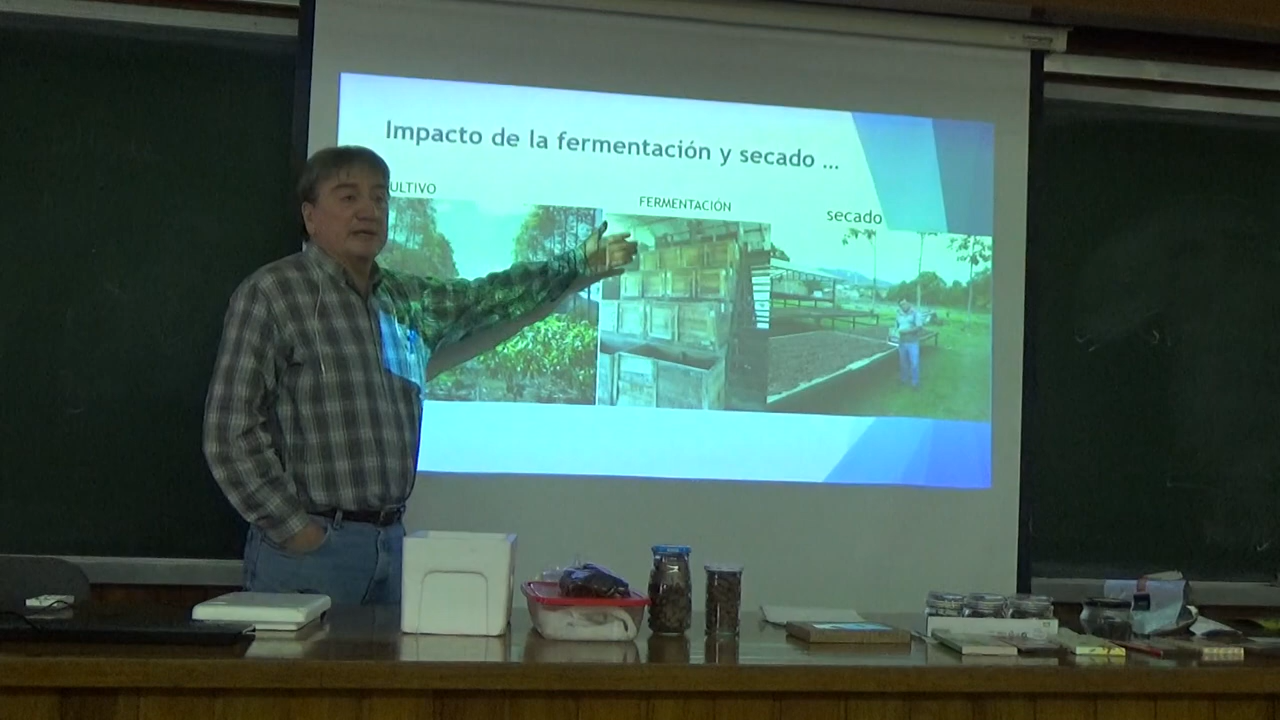 Impacto de la fermentación y secado ...
ULTIVO
FERMENTACIÓN
secado